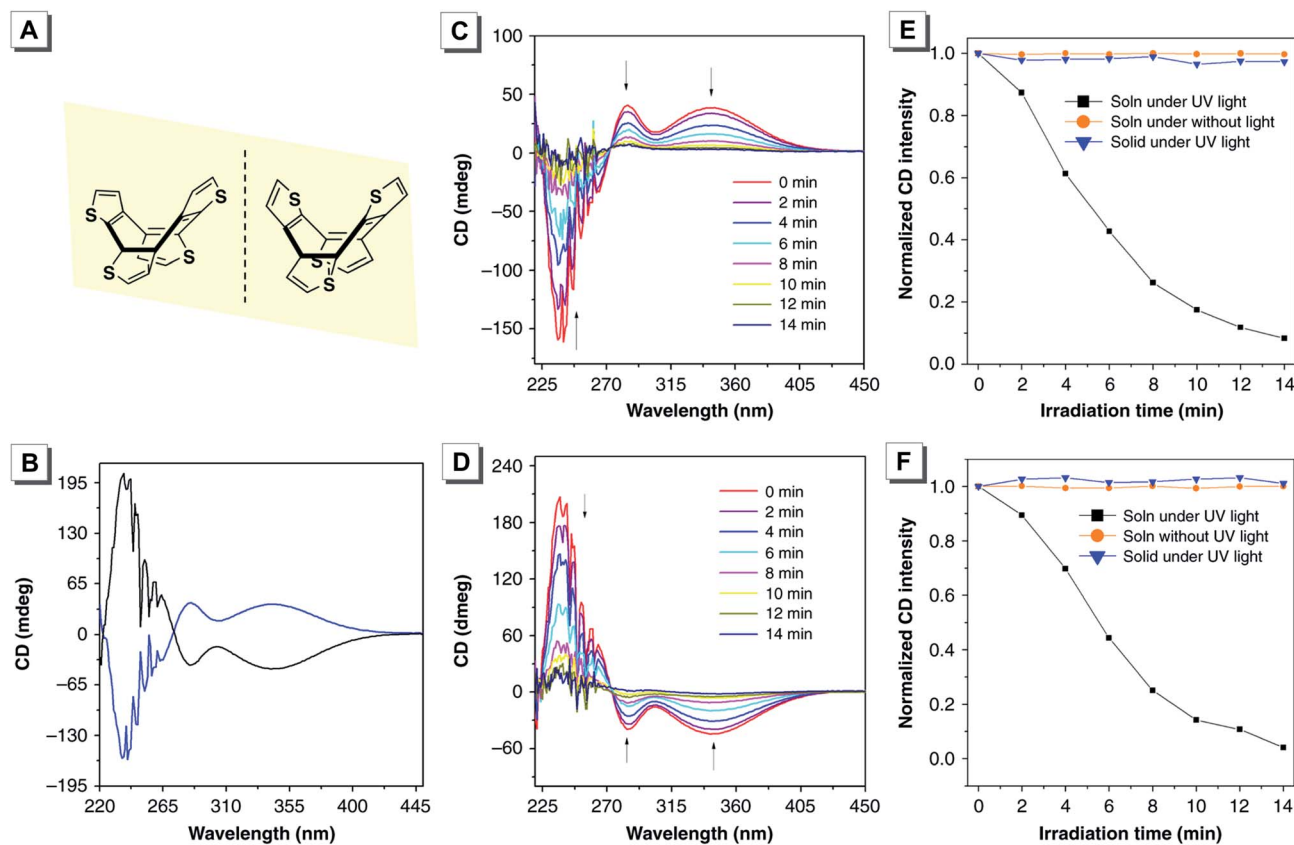 A
S
S
S
S
S
S
S
S
B
CD (mdeg)
195
130
65
0
−65
−130
−195
220
265
310
355
400
445
Wavelength (nm)
C
CD (mdeg)
100
50
0
−50
−100
−150
0 min
2 min
4 min
6 min
8 min
10 min
12 min
14 min
225
270
315
360
405
450
Wavelength (nm)
D
CD (dmeg)
240
180
120
60
0
−60
0 min
2 min
4 min
6 min
8 min
10 min
12 min
14 min
225
270
315
360
405
450
Wavelength (nm)
E
Normalized CD intensity
1.0
0.8
0.6
0.4
0.2
0.0
Soln under UV light
Soln under without light
Solid under UV light
0
2
4
6
8
10
12
14
Irradiation time (min)
F
Normalized CD intensity
1.0
0.8
0.6
0.4
0.2
0.0
Soln under UV light
Soln without UV light
Solid under UV light
0
2
4
6
8
10
12
14
Irradiation time (min)